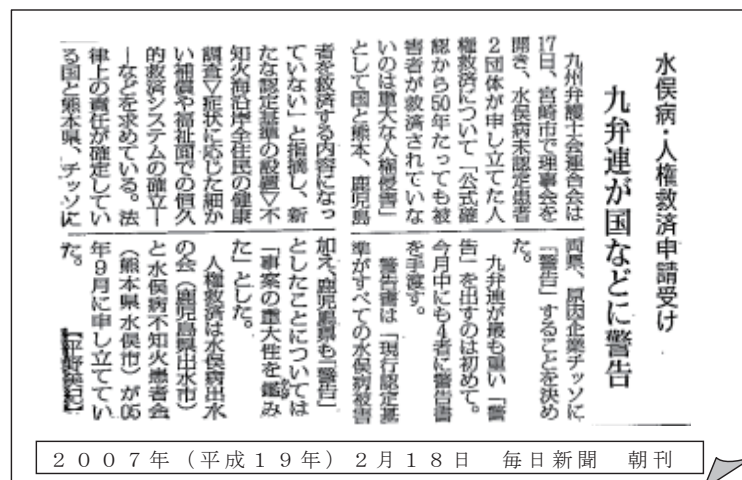 水俣病・人権救済申請受け
九弁連が国などに警告
九州弁護士会連合会は
17日、宮崎市で理事会を
開き、水俣病未認定患者
2団体が申し立てた人
権救済について「公式確
認から50年たっても被
害者が救済されていな
いのは重大な人権侵害」
として国と熊本、鹿児島
両県、原因企業チッソに
「警告」することを決め
た。
九弁連が最も重い「警
告」を出すのは初めて。
今月中にも4者に警告書
を手渡す。
警告書は「現行認定基
準がすべての水俣病被害
者を救済する内容になっ
ていない」と指摘し、新
たな認定基準の設置▽不
知火海沿岸全住民の健康
調査▽症状に応じた細か
い補償や福祉面での恒久
的救済システムの確立―
―などを求めている。法
律上の責任が確定してい
る国と熊本県、チッソに
加え、鹿児島県も「警告」
としたことについては
「事案の重大性を鑑み
た」とした。
人権救済は水俣病出水
の会(鹿児島県出水市)
と水俣病不知火患者会
(熊本県水俣市)が05
年9月に申し立ててい
た。
2007年(平成19年)2月18日 毎日新聞 朝刊